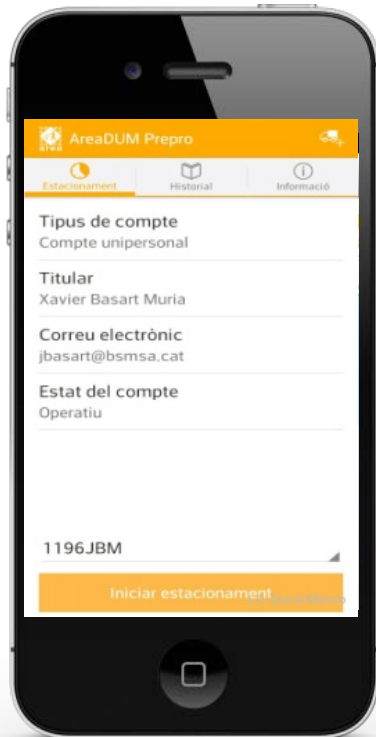 area
AreaDUM Prepro
Estacionament
Historial
Informació
Tipus de compte
Compte unipersonal
Titular
Xavier Basart Muria
Correu electrònic
jbasart@bsmsa.cat
Estat del compte
Operatiu
1196JBM
Iniciar estacionament